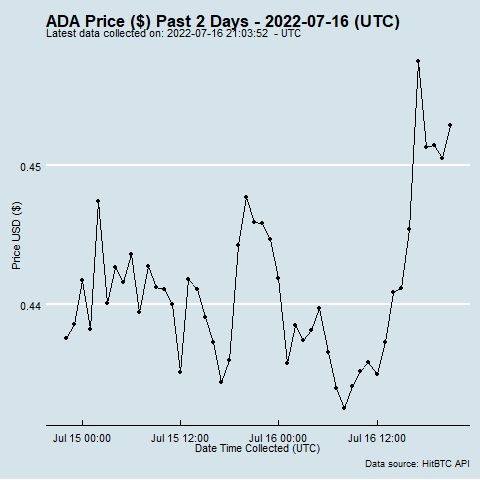 ADA Price ($) Past 2 Days - 2022-07-16 (UTC)
Latest data collected on: 2022-07-16 21:03:52 - UTC
0.45
Price USD ($)
0.44
Jul 15 00:00 Jul 15 12:00 Jul 16 00:00 Jul 16 12:00
Date Time Collected (UTC)
Data source: HitBTC API